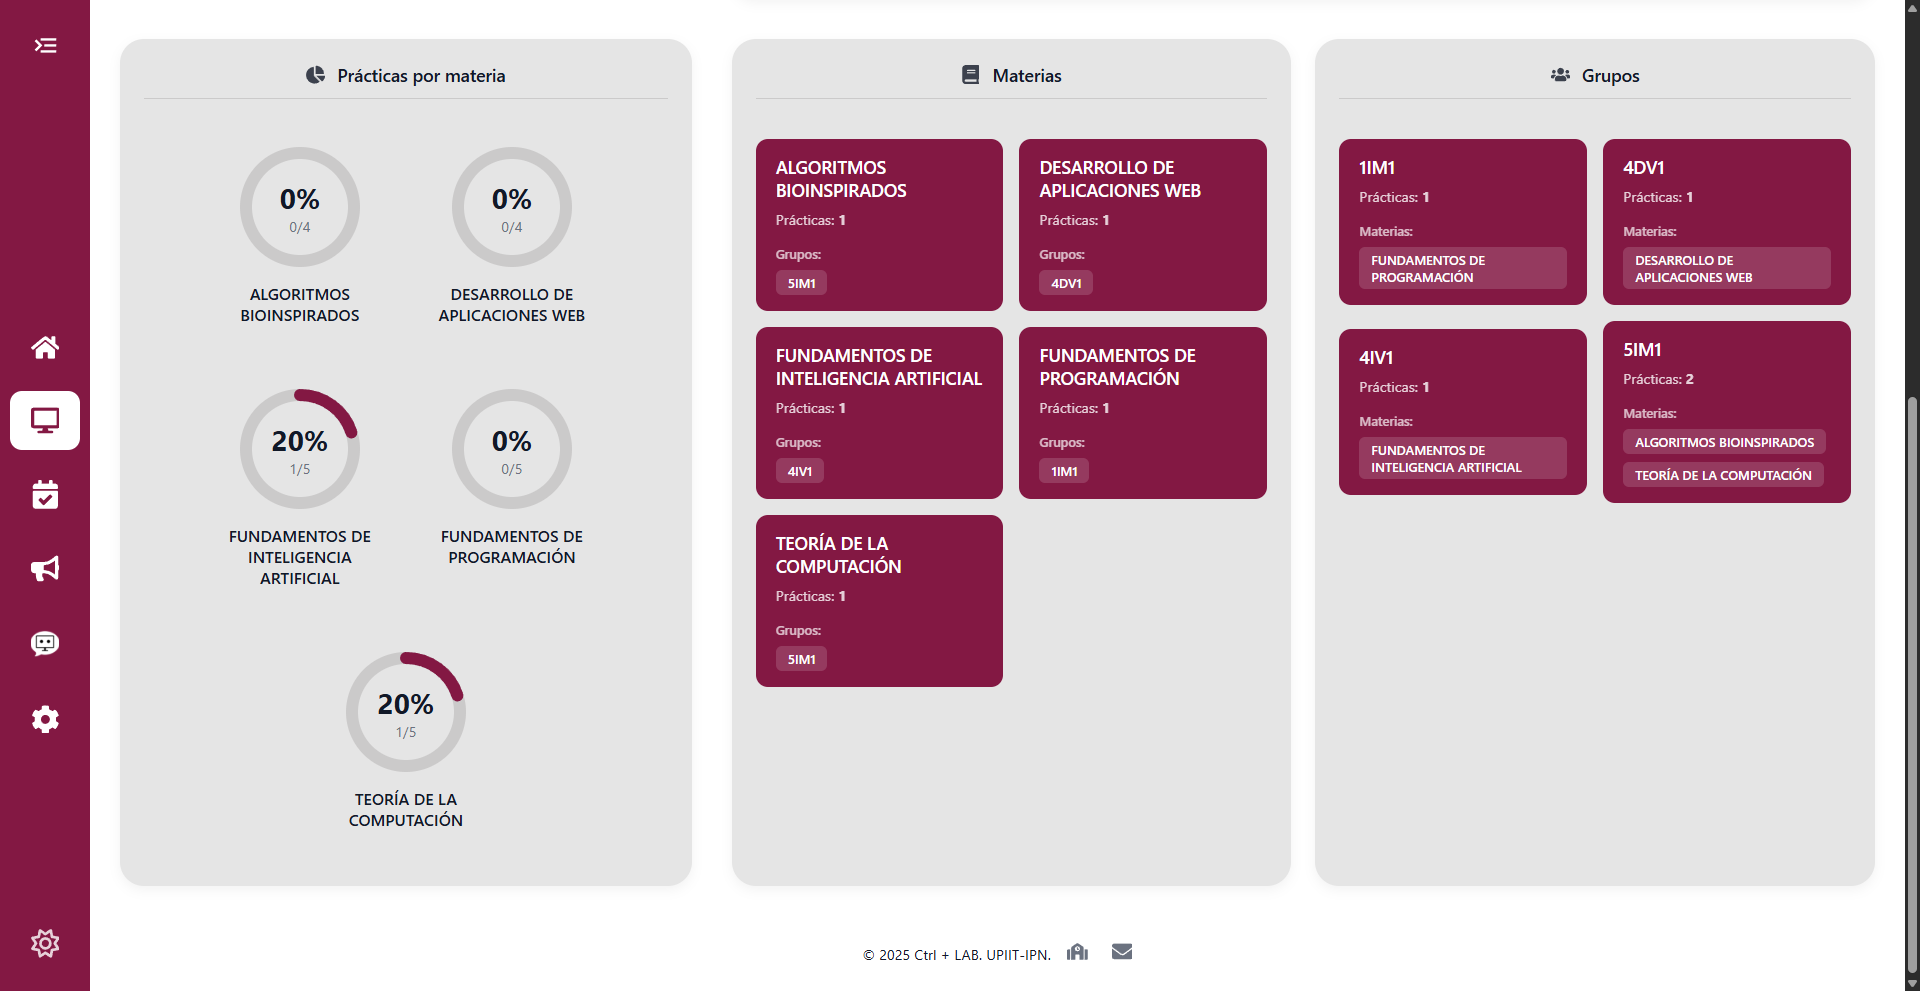 Prácticas por materia
0%
0/4
ALGORITMOS
BIOINSPIRADOS
0%
0/4
DESARROLLO DE
APLICACIONES WEB
20%
1/5
FUNDAMENTOS DE
INTELIGENCIA
ARTIFICIAL
0%
0/5
FUNDAMENTOS DE
PROGRAMACIÓN
20%
1/5
TEORÍA DE LA
COMPUTACIÓN
Materias
ALGORITMOS
BIOINSPIRADOS
Prácticas: 1
Grupos:
5IM1
DESARROLLO DE
APLICACIONES WEB
Prácticas: 1
Grupos:
4DV1
FUNDAMENTOS DE
INTELIGENCIA ARTIFICIAL
Prácticas: 1
Grupos:
4IV1
FUNDAMENTOS DE
PROGRAMACIÓN
Prácticas: 1
Grupos:
1IM1
TEORÍA DE LA
COMPUTACIÓN
Prácticas: 1
Grupos:
5IM1
Grupos
1IM1
Prácticas: 1
Materias:
FUNDAMENTOS DE
PROGRAMACIÓN
4DV1
Prácticas: 1
Materias:
DESARROLLO DE
APLICACIONES WEB
4IV1
Prácticas: 1
Materias:
FUNDAMENTOS DE
INTELIGENCIA ARTIFICIAL
5IM1
Prácticas: 2
Materias:
ALGORITMOS BIOINSPIRADOS
TEORÍA DE LA COMPUTACIÓN
© 2025 Ctrl + LAB. UPIIT-IPN.